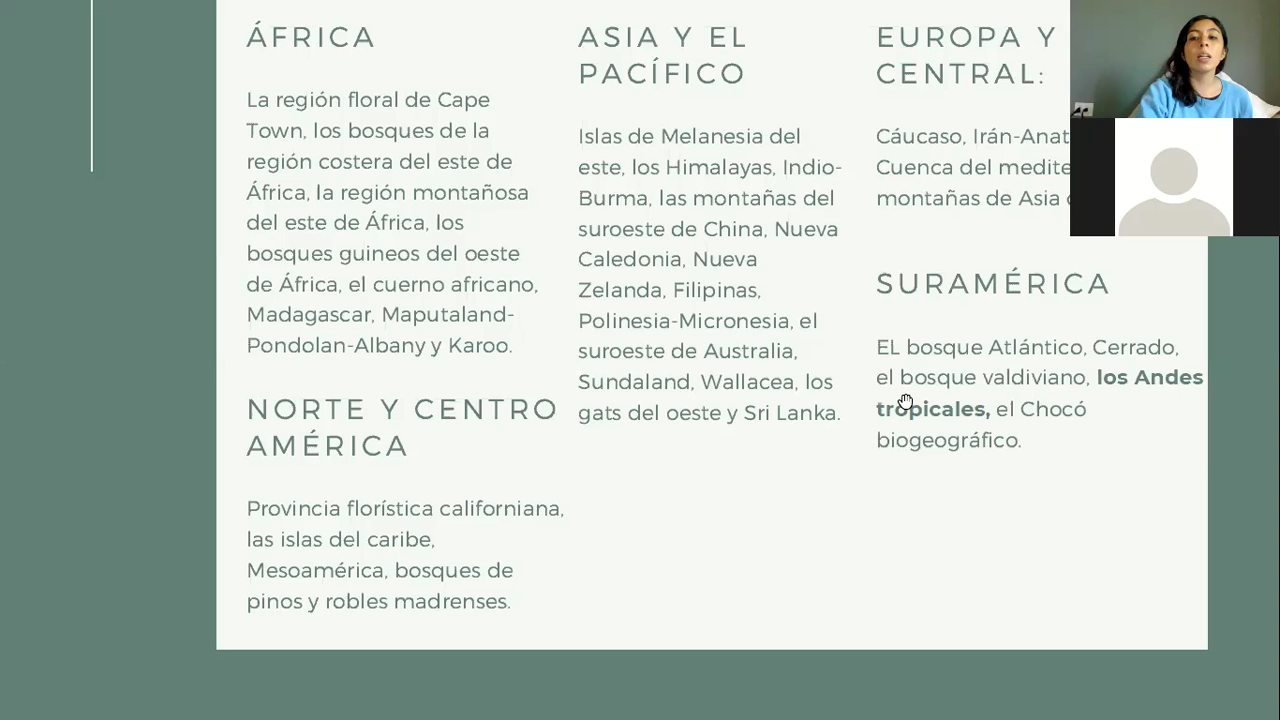 ÁFRICA
La región floral de Cape
Town, los bosques de la
región costera del este de
África, la región montañosa
del este de África, los
bosques guineos del oeste
de África, el cuerno africano,
Madagascar, Maputaland-
Pondolan-Albany y Karoo.
NORTE Y CENTRO
AMÉRICA
Provincia florística californiana,
las islas del caribe,
Mesoamérica, bosques de
pinos y robles madrenses.
ASIA Y EL
PACÍFICO
Islas de Melanesia del
este, los Himalayas, Indio-
Burma, las montañas del
suroeste de China, Nueva
Caledonia, Nueva
Zelanda, Filipinas,
Polinesia-Micronesia, el
suroeste de Australia,
Sundaland, Wallacea, los
gats del oeste y Sri Lanka.
EUROPA Y
CENTRAL:
Cáucaso, Irán-Anat
Cuenca del medite
montañas de Asia
SURAMÉRICA
EL bosque Atlántico, Cerrado,
el bosque valdiviano, los Andes
tropicales, el Chocó
biogeográfico.